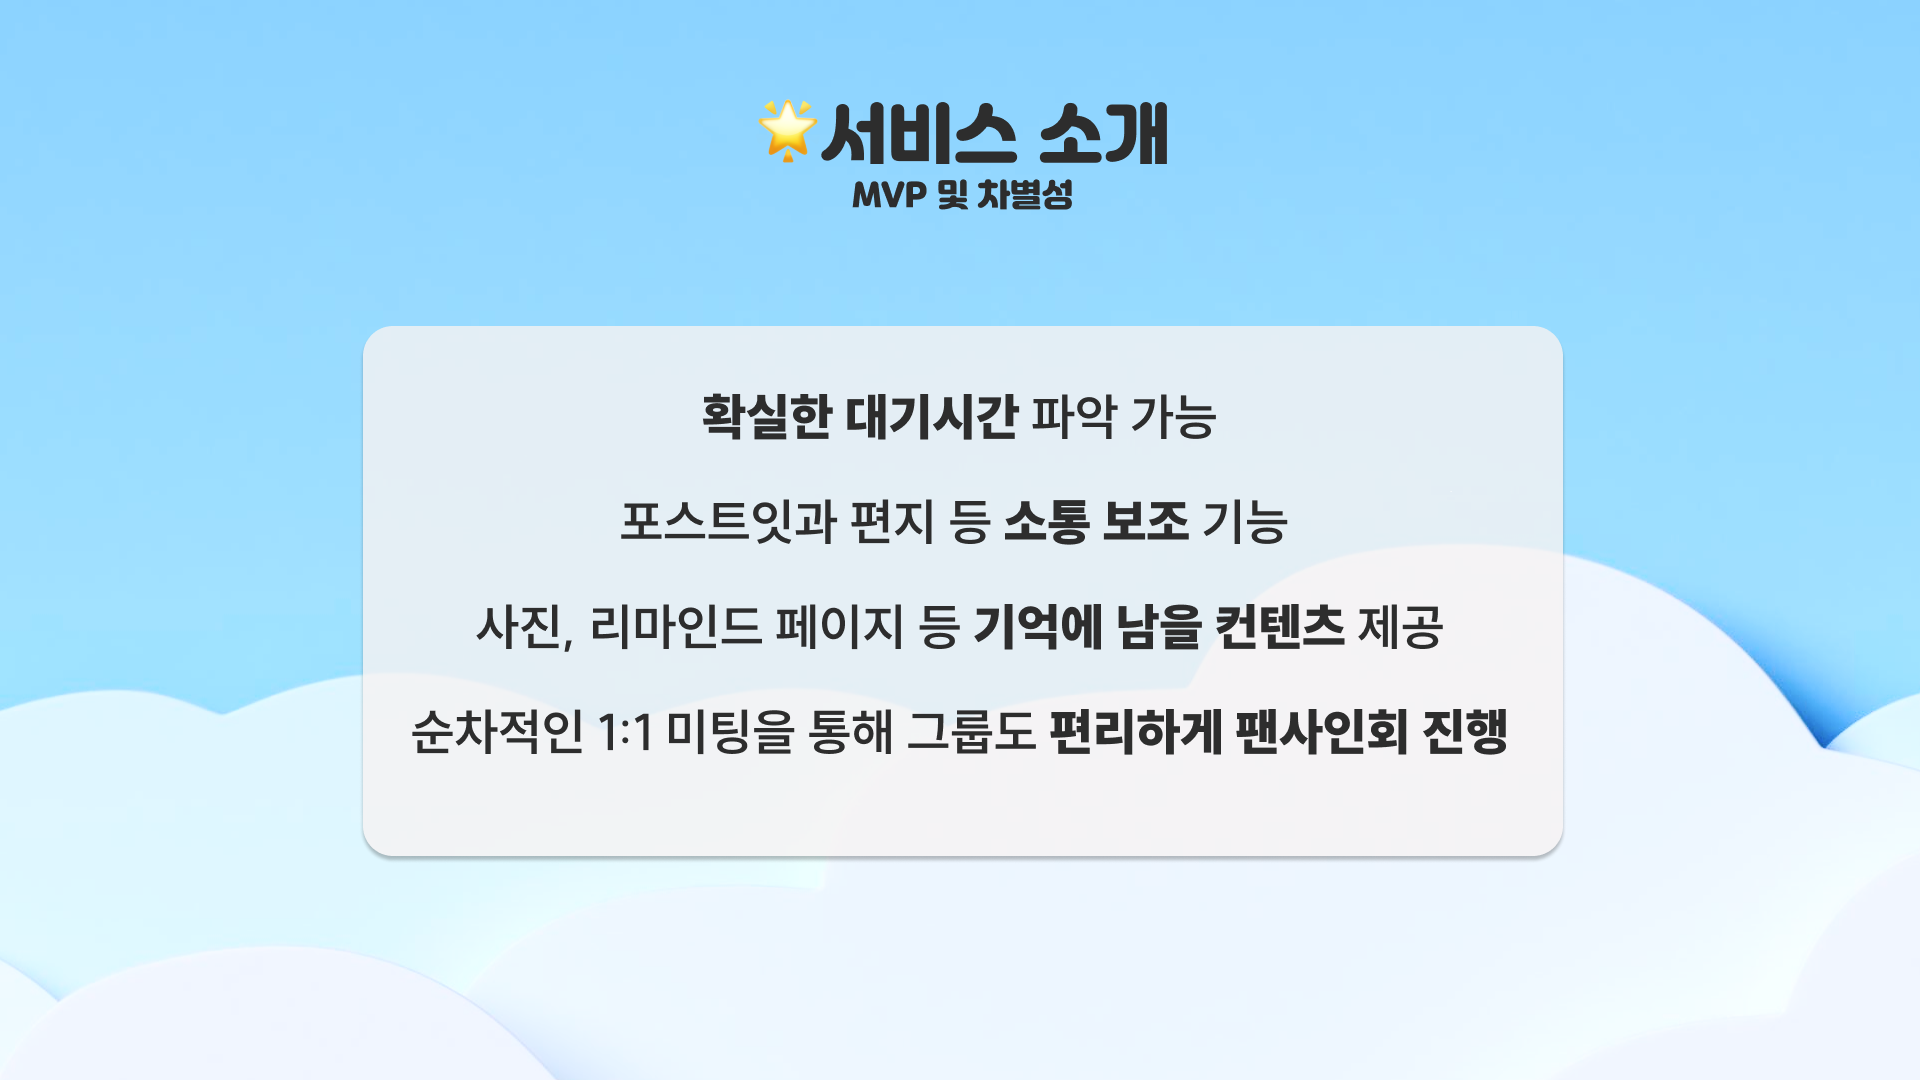 🌟서비스 소개
MVP 및 차별성
확실한 대기시간 파악 가능
포스트잇과 편지 등 소통 보조 기능
사진, 리마인드 페이지 등 기억에 남을 컨텐츠 제공
순차적인 1:1 미팅을 통해 그룹도 편리하게 팬사인회 진행